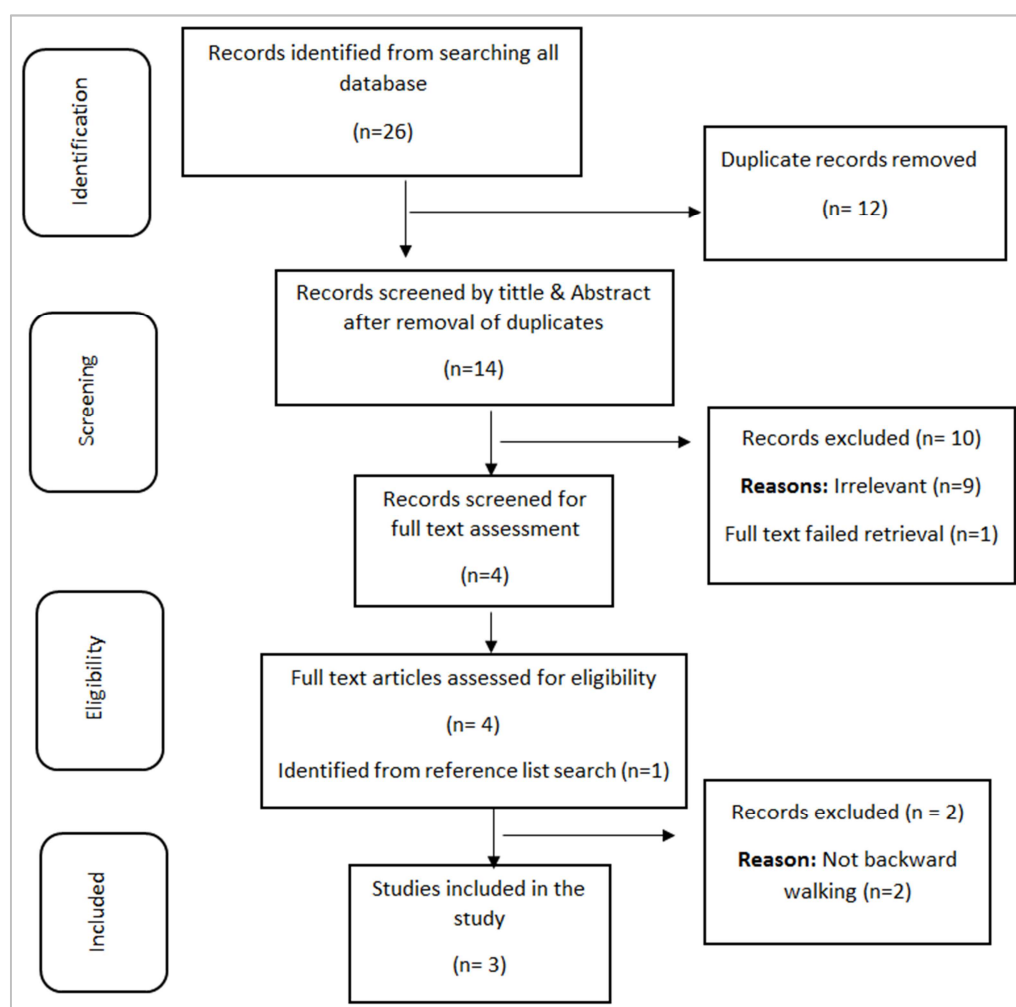 Identification
Records identified from searching all
database
(n=26)
Duplicate records removed
(n= 12)
Screening
Records screened by tittle & Abstract
after removal of duplicates
(n=14)
Records excluded (n= 10)
Reasons: Irrelevant (n=9)
Full text failed retrieval (n=1)
Records screened for
full text assessment
(n=4)
Eligibility
Full text articles assessed for eligibility
(n= 4)
Identified from reference list search (n=1)
Records excluded (n = 2)
Reason: Not backward
walking (n=2)
Included
Studies included in the
study
(n= 3)